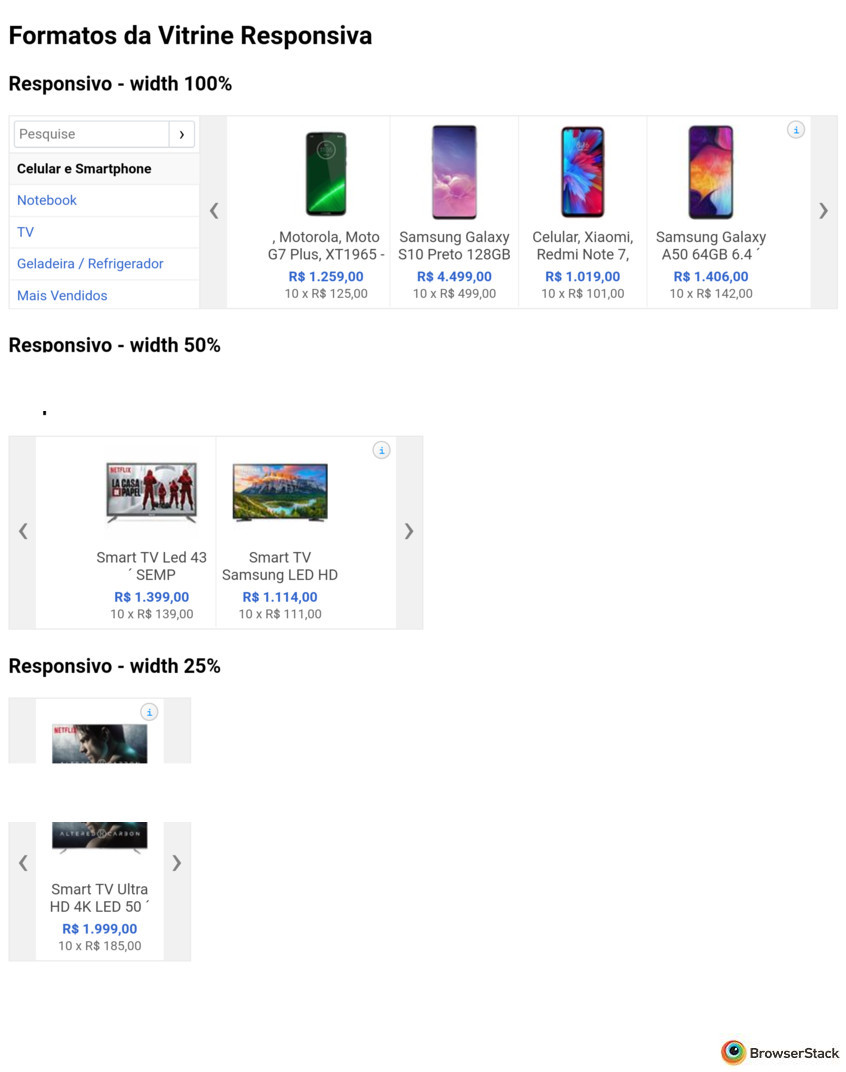 Formatos da Vitrine Responsiva
Responsivo - width 100%
Pesquise
Celular e Smartphone
Notebook
TV
Geladeira / Refrigerador
Mais Vendidos
, Motorola, Moto
G7 Plus, XT1965 -
R$ 1.259,00
10 x R$ 125,00
Samsung Galaxy
S10 Preto 128GB
R$ 4.499,00
10 x R$ 499,00
Celular, Xiaomi,
Redmi Note 7,
R$ 1.019,00
10 x R$ 101,00
Samsung Galaxy
A50 64GB 6.4 ´
R$ 1.406,00
10 x R$ 142,00
i
Responsivo - width 50%
NETFLIX
LA CASA
PAPEL
Smart TV Led 43
´ SEMP
R$ 1.399,00
10 x R$ 139,00
Smart TV
Samsung LED HD
R$ 1.114,00
10 x R$ 111,00
i
Responsivo - width 25%
i
NETFLIX
ALTERED CARBON
Smart TV Ultra
HD 4K LED 50 ´
R$ 1.999,00
10 x R$ 185,00
BrowserStack